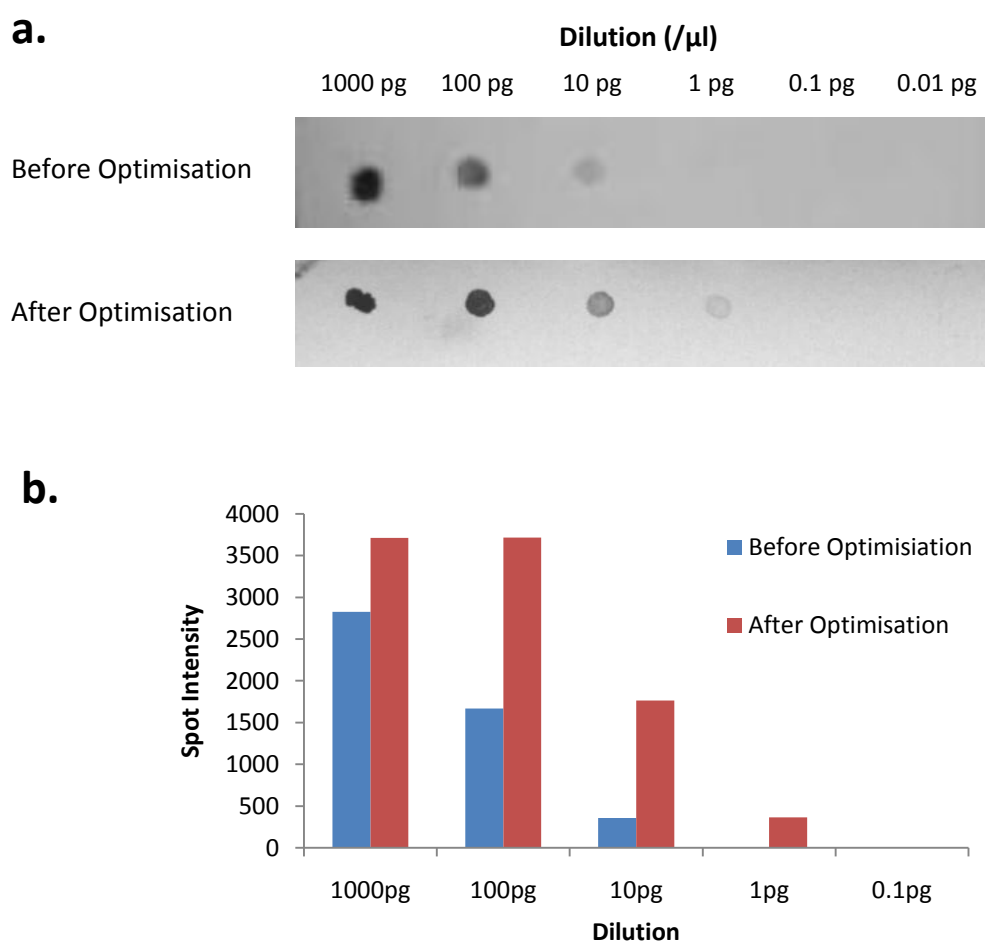 a.
Dilution (/µl)
1000 pg 100 pg 10 pg 1 pg 0.1 pg 0.01 pg
Before Optimisation
After Optimisation
b.
4000
3500
3000
2500
2000
1500
1000
500
0
Spot Intensity
Before Optimisiation
After Optimisation
1000pg 100pg 10pg 1pg 0.1pg
Dilution